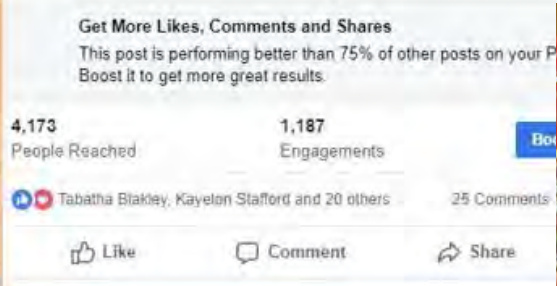 Get More Likes, Comments and Shares
This post is performing better than 75% of other posts on your P
Boost it to get more great results.
4,173 1,187
People Reached Engagements Boo
Tabatha Blakley, Kayelon Stafford and 20 others 25 Comments
Like Comment Share